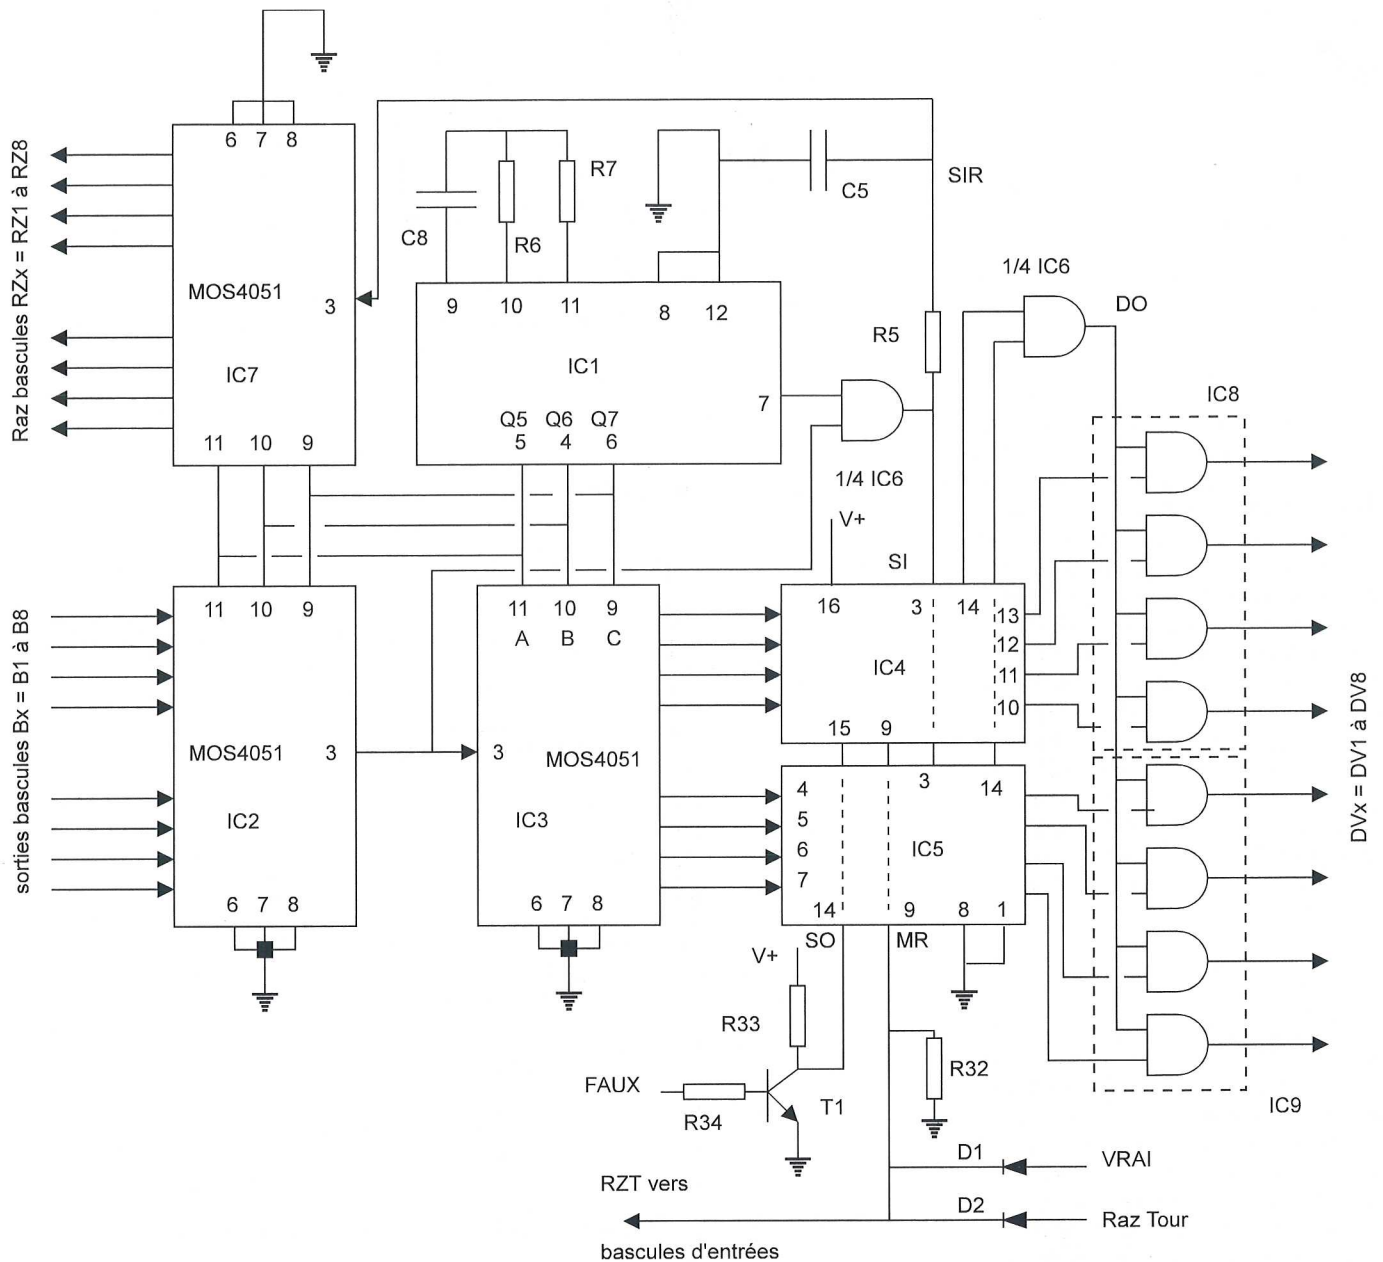 6 7 8
Raz bascules RZx = RZ1 à RZ8
MOS4051
3
IC7
11 10 9
C8
R6
R7
C5
SIR
9 10 11 8 12
IC1
7
Q5 Q6 Q7
5 4 6
R5
1/4 IC6
DO
1/4 IC6
IC8
V+
SI
sorties bascules Bx = B1 à B8
11 10 9
MOS4051
3
IC2
6 7 8
11 10 9
A B C
3
MOS4051
IC3
6 7 8
16 3 14
13
12
11
10
IC4
15 9
3
14
4
5
6
7
IC5
14 9 8 1
SO
MR
DVx = DV1 à DV8
IC9
V+
R33
FAUX
R34
T1
R32
D1
VRAI
RZT vers
D2
Raz Tour
bascules d'entrées